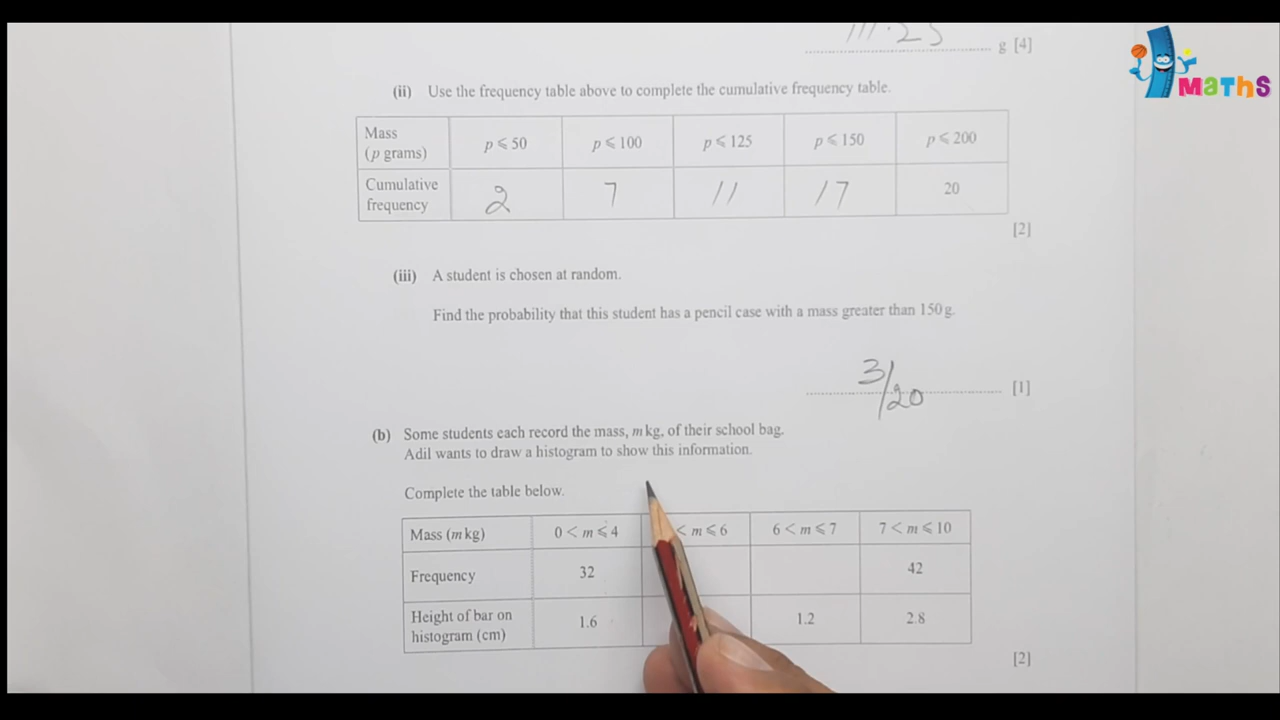 111.25
g [4]
(ii) Use the frequency table above to complete the cumulative frequency table.
Mass (p grams) p ⩽ 50 p ⩽ 100 p ⩽ 125 p ⩽ 150 p ⩽ 200
Cumulative frequency 2 7 11 17 20
[2]
(iii) A student is chosen at random.
Find the probability that this student has a pencil case with a mass greater than 150 g.
3/20 [1]
(b) Some students each record the mass, m kg, of their school bag.
Adil wants to draw a histogram to show this information.
Complete the table below.
Mass (m kg) 0 < m ⩽ 4 < m ⩽ 6 6 < m ⩽ 7 7 < m ⩽ 10
Frequency 32 42
Height of bar on histogram (cm) 1.6 1.2 2.8
[2]
MaTHS